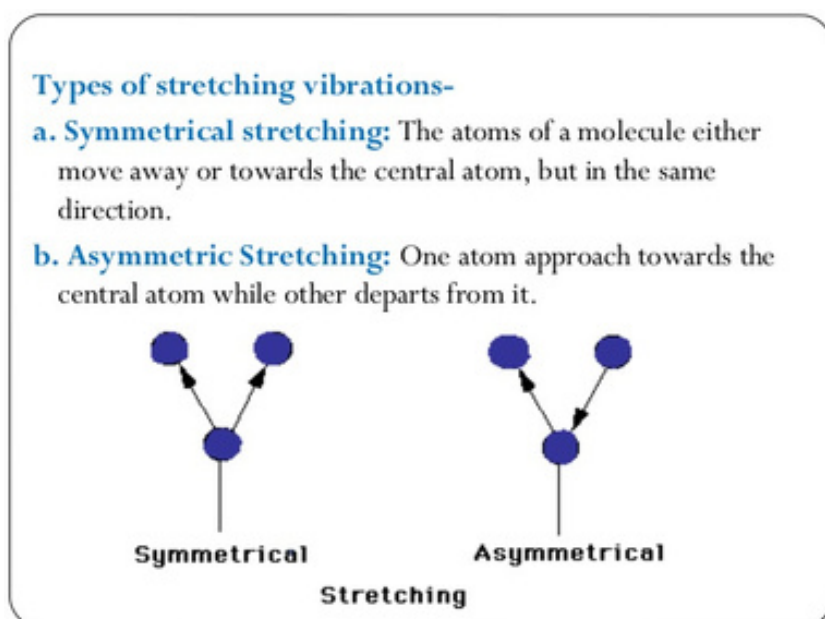 Types of stretching vibrations-
a. Symmetrical stretching: The atoms of a molecule either
move away or towards the central atom, but in the same
direction.
b. Asymmetric Stretching: One atom approach towards the
central atom while other departs from it.
Symmetrical
Asymmetrical
Stretching